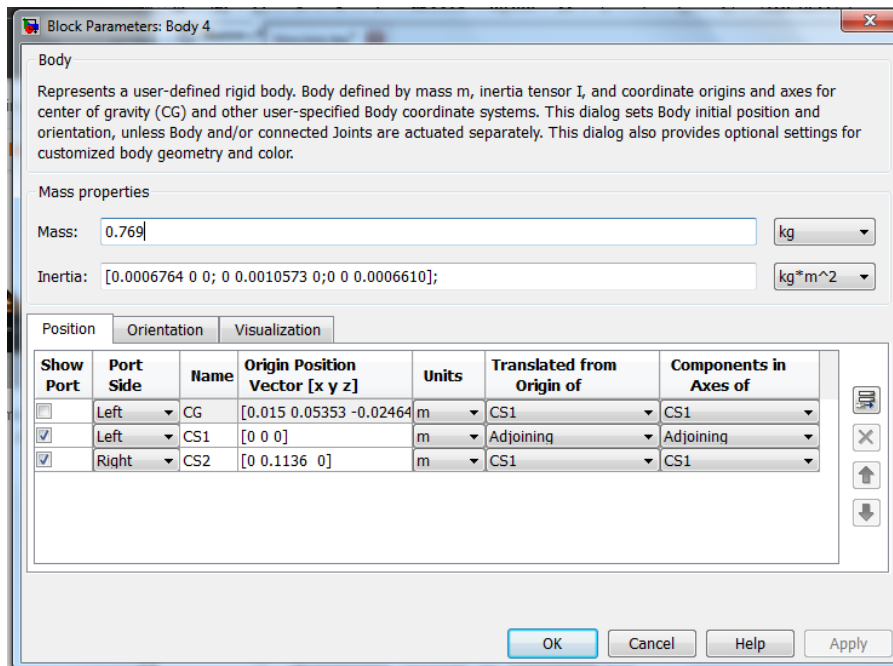 Block Parameters: Body 4
Body
Represents a user-defined rigid body. Body defined by mass m, inertia tensor I, and coordinate origins and axes for
center of gravity (CG) and other user-specified Body coordinate systems. This dialog sets Body initial position and
orientation, unless Body and/or connected Joints are actuated separately. This dialog also provides optional settings for
customized body geometry and color.
Mass properties
Mass: 0.769 kg
Inertia: [0.0006764 0 0; 0 0.0010573 0;0 0 0.0006610]; kg*m^2
Position Orientation Visualization
Show Port Port Side Name Origin Position Vector [x y z] Units Translated from Origin of Components in Axes of
Left CG [0.015 0.05353 -0.02464 m CS1 CS1
Left CS1 [0 0 0] m Adjoining Adjoining
Right CS2 [0 0.1136 0] m CS1 CS1
OK Cancel Help Apply